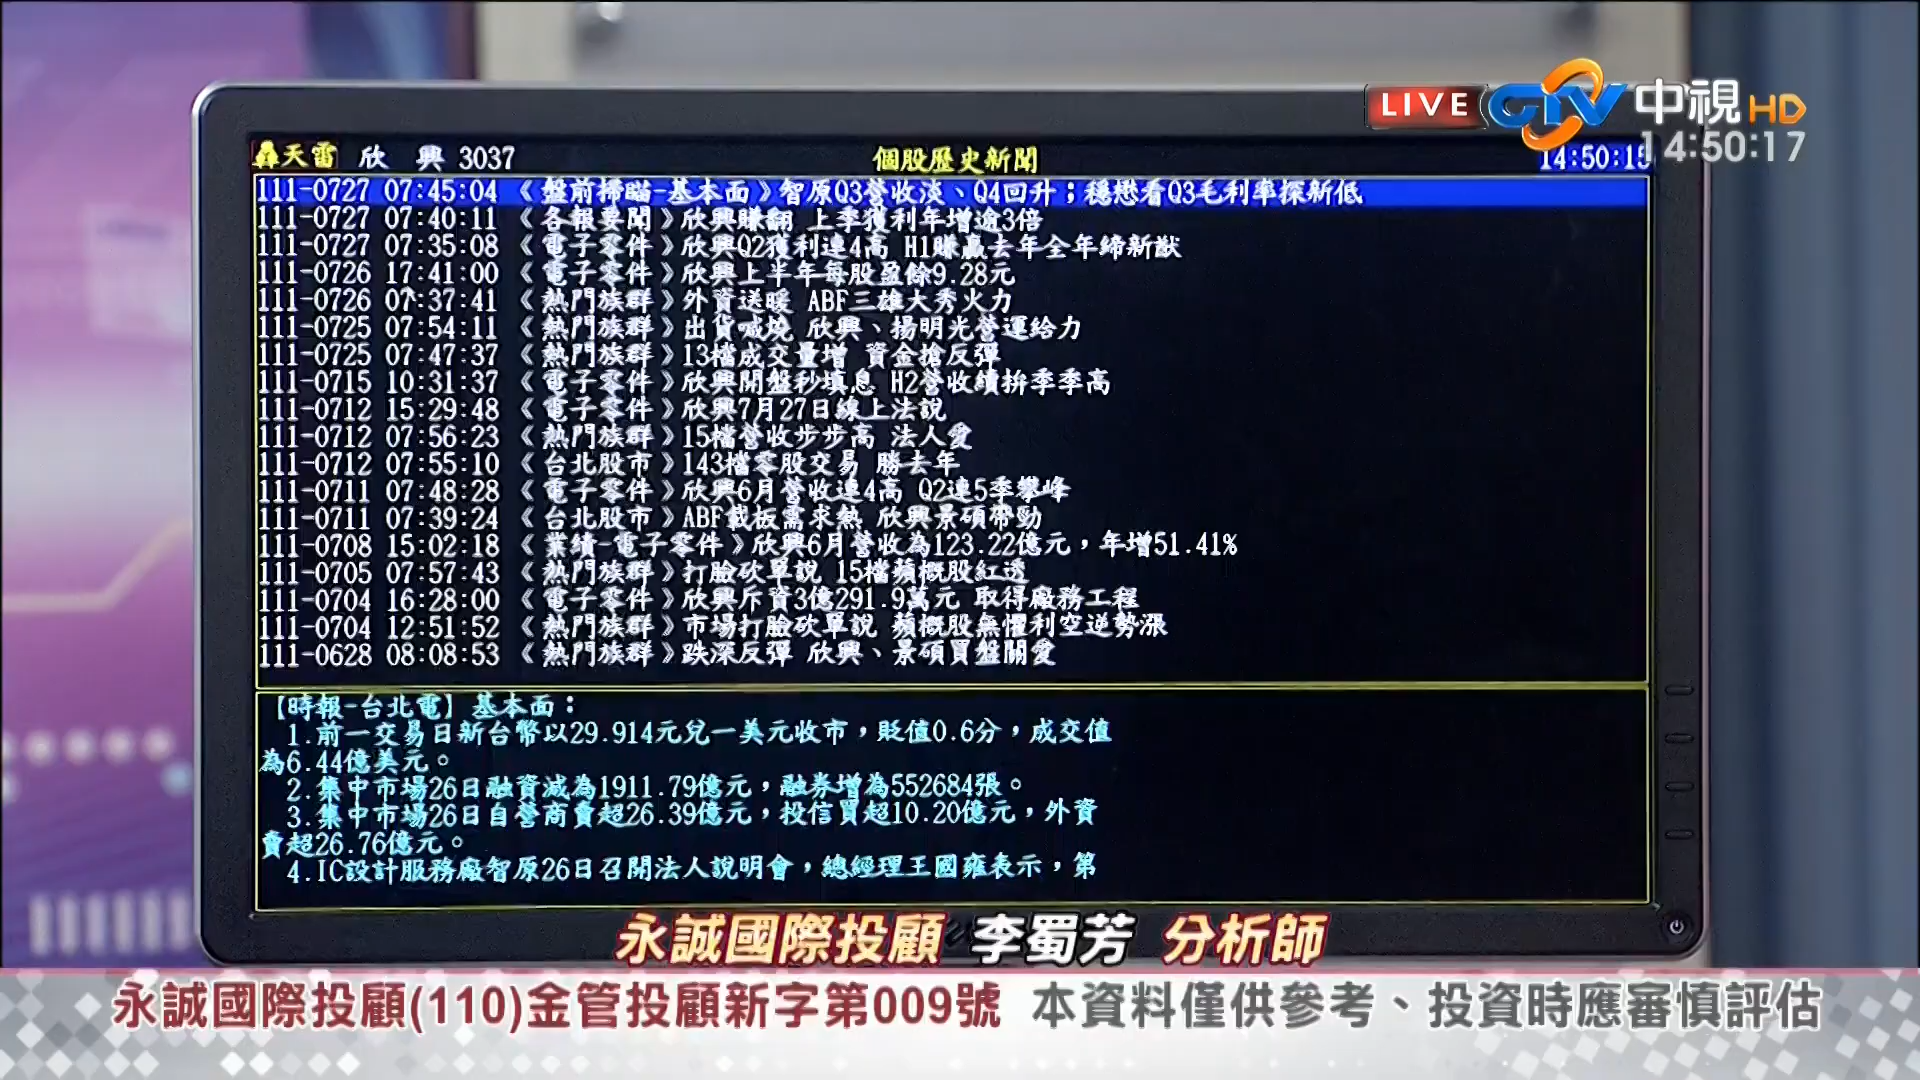 LIVE CTV 中視 HD
14:50:17
天雷 欣 興 3037 個股歷史新聞 14:50:15
111-0727 07:45:04《盤前掃瞄-基本面》智原Q3營收淡、Q4回升；穩懋看Q3毛利率探新低
111-0727 07:40:11《各報要聞》欣興賺翻 上季獲利年增逾3倍
111-0727 07:35:08《電子零件》欣興Q2獲利連4高 H1賺贏去年全年締新猷
111-0726 17:41:00《電子零件》欣興上半年每股盈餘9.28元
111-0726 07:37:41《熱門族群》外資送暖 ABF三雄大秀火力
111-0725 07:54:11《熱門族群》出貨喊燒 欣興、揚明光營運給力
111-0725 07:47:37《熱門族群》13檔成交量增 資金搶反彈
111-0715 10:31:37《電子零件》欣興開盤秒填息 H2營收續拚季季高
111-0712 15:29:48《電子零件》欣興7月27日線上法說
111-0712 07:56:23《熱門族群》15檔營收步步高 法人愛
111-0712 07:55:10《台北股市》143檔零股交易 勝去年
111-0711 07:48:28《電子零件》欣興6月營收連4高 Q2連5季攀峰
111-0711 07:39:24《台北股市》ABF載板需求熱 欣興景碩帶勁
111-0708 15:02:18《業績-電子零件》欣興6月營收為123.22億元，年增51.41%
111-0705 07:57:43《熱門族群》打臉砍單說 15檔蘋概股紅透
111-0704 16:28:00《電子零件》欣興斥資3億291.9萬元 取得廠務工程
111-0704 12:51:52《熱門族群》市場打臉砍單說 蘋概股無懼利空逆勢漲
111-0628 08:08:53《熱門族群》跌深反彈 欣興、景碩買盤關愛
【時報-台北電】基本面：
1.前一交易日新台幣以29.914元兌一美元收市，貶值0.6分，成交值
為6.44億美元。
2.集中市場26日融資減為1911.79億元，融券增為552684張。
3.集中市場26日自營商賣超26.39億元，投信買超10.20億元，外資
賣超26.76億元。
4.IC設計服務廠智原26日召開法人說明會，總經理王國雍表示，第
永誠國際投顧 李蜀芳 分析師
永誠國際投顧(110)金管投顧新字第009號 本資料僅供參考、投資時應審慎評估